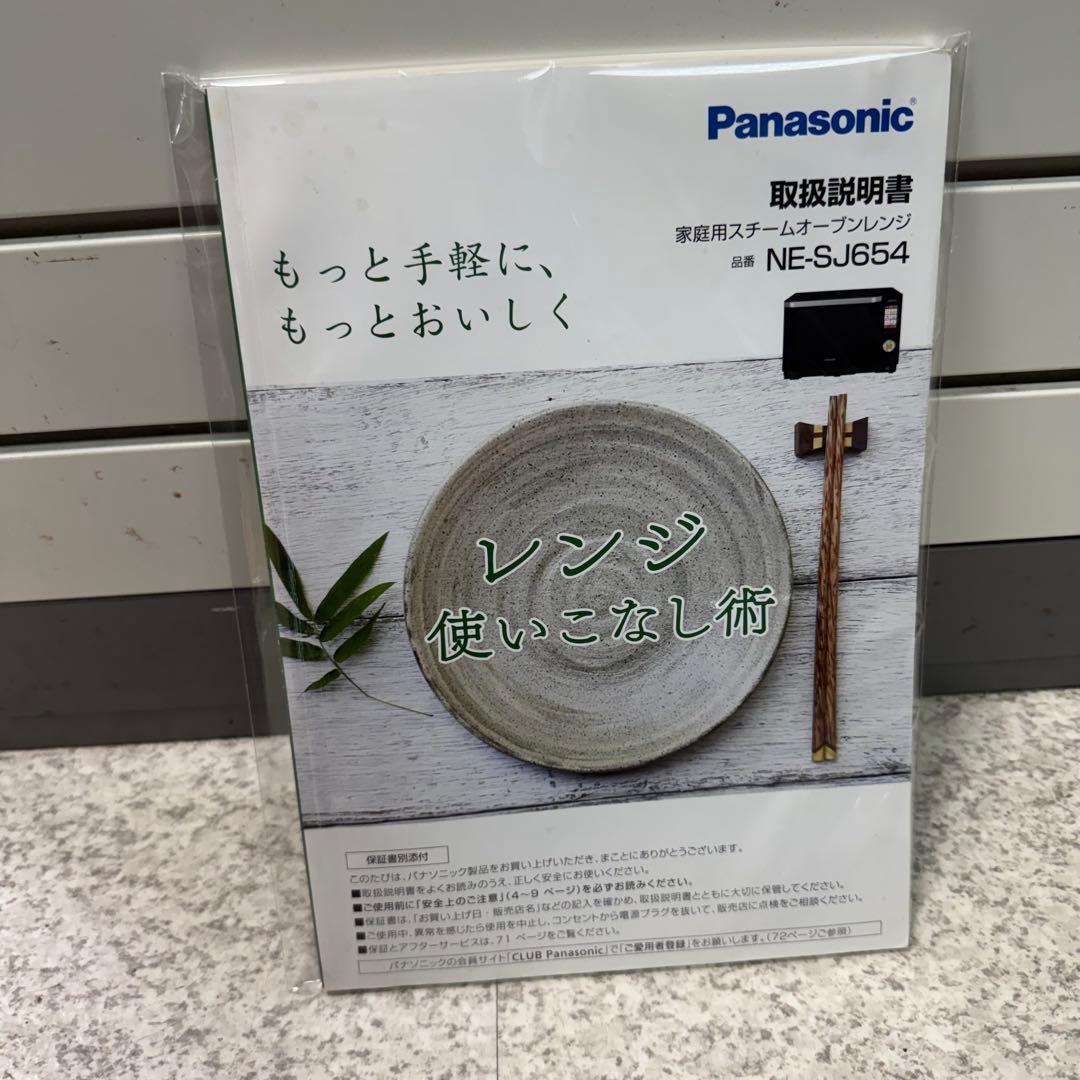 Panasonic®
取扱説明書
家庭用スチームオーブンレンジ
品番 NE-SJ654
もっと手軽に、
もっとおいしく
レンジ
使いこなし術
保証書別添付
このたびは、パナソニック製品をお買い上げいただき、まことにありがとうございます。
■取扱説明書をよくお読みのうえ、正しく安全にお使いください。
■ご使用前に「安全上のご注意」(4～9 ページ)を必ずお読みください。
■保証書は、「お買い上げ日・販売店名」などの記入を確かめ、取扱説明書とともに大切に保管してください。
■ご使用中、異常を感じたら使用を中止し、コンセントから電源プラグを抜いて、販売店に点検をご相談ください。
■保証とアフターサービスは、71 ページをご覧ください。
パナソニックの会員サイト「CLUB Panasonic」で「ご愛用者登録」をお願いします。(72ページご参照)